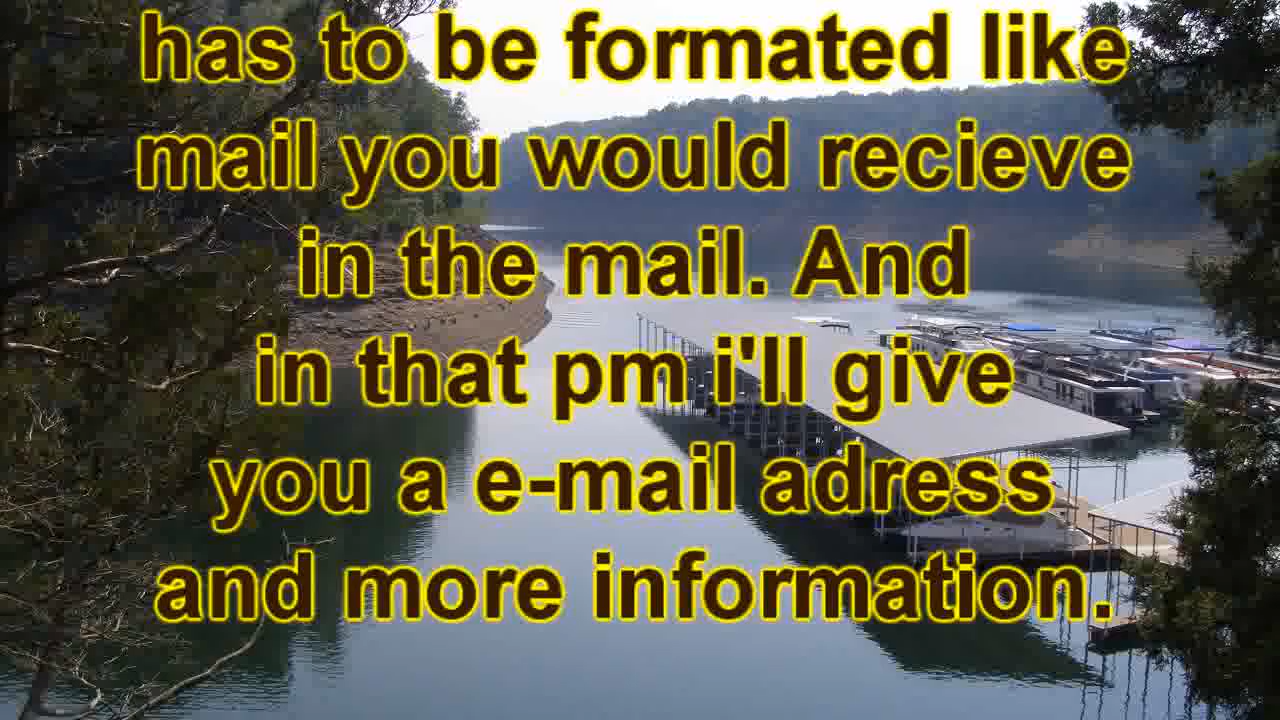 has to be formated like
mail you would recieve
in the mail. And
in that pm i'll give
you a e-mail adress
and more information.